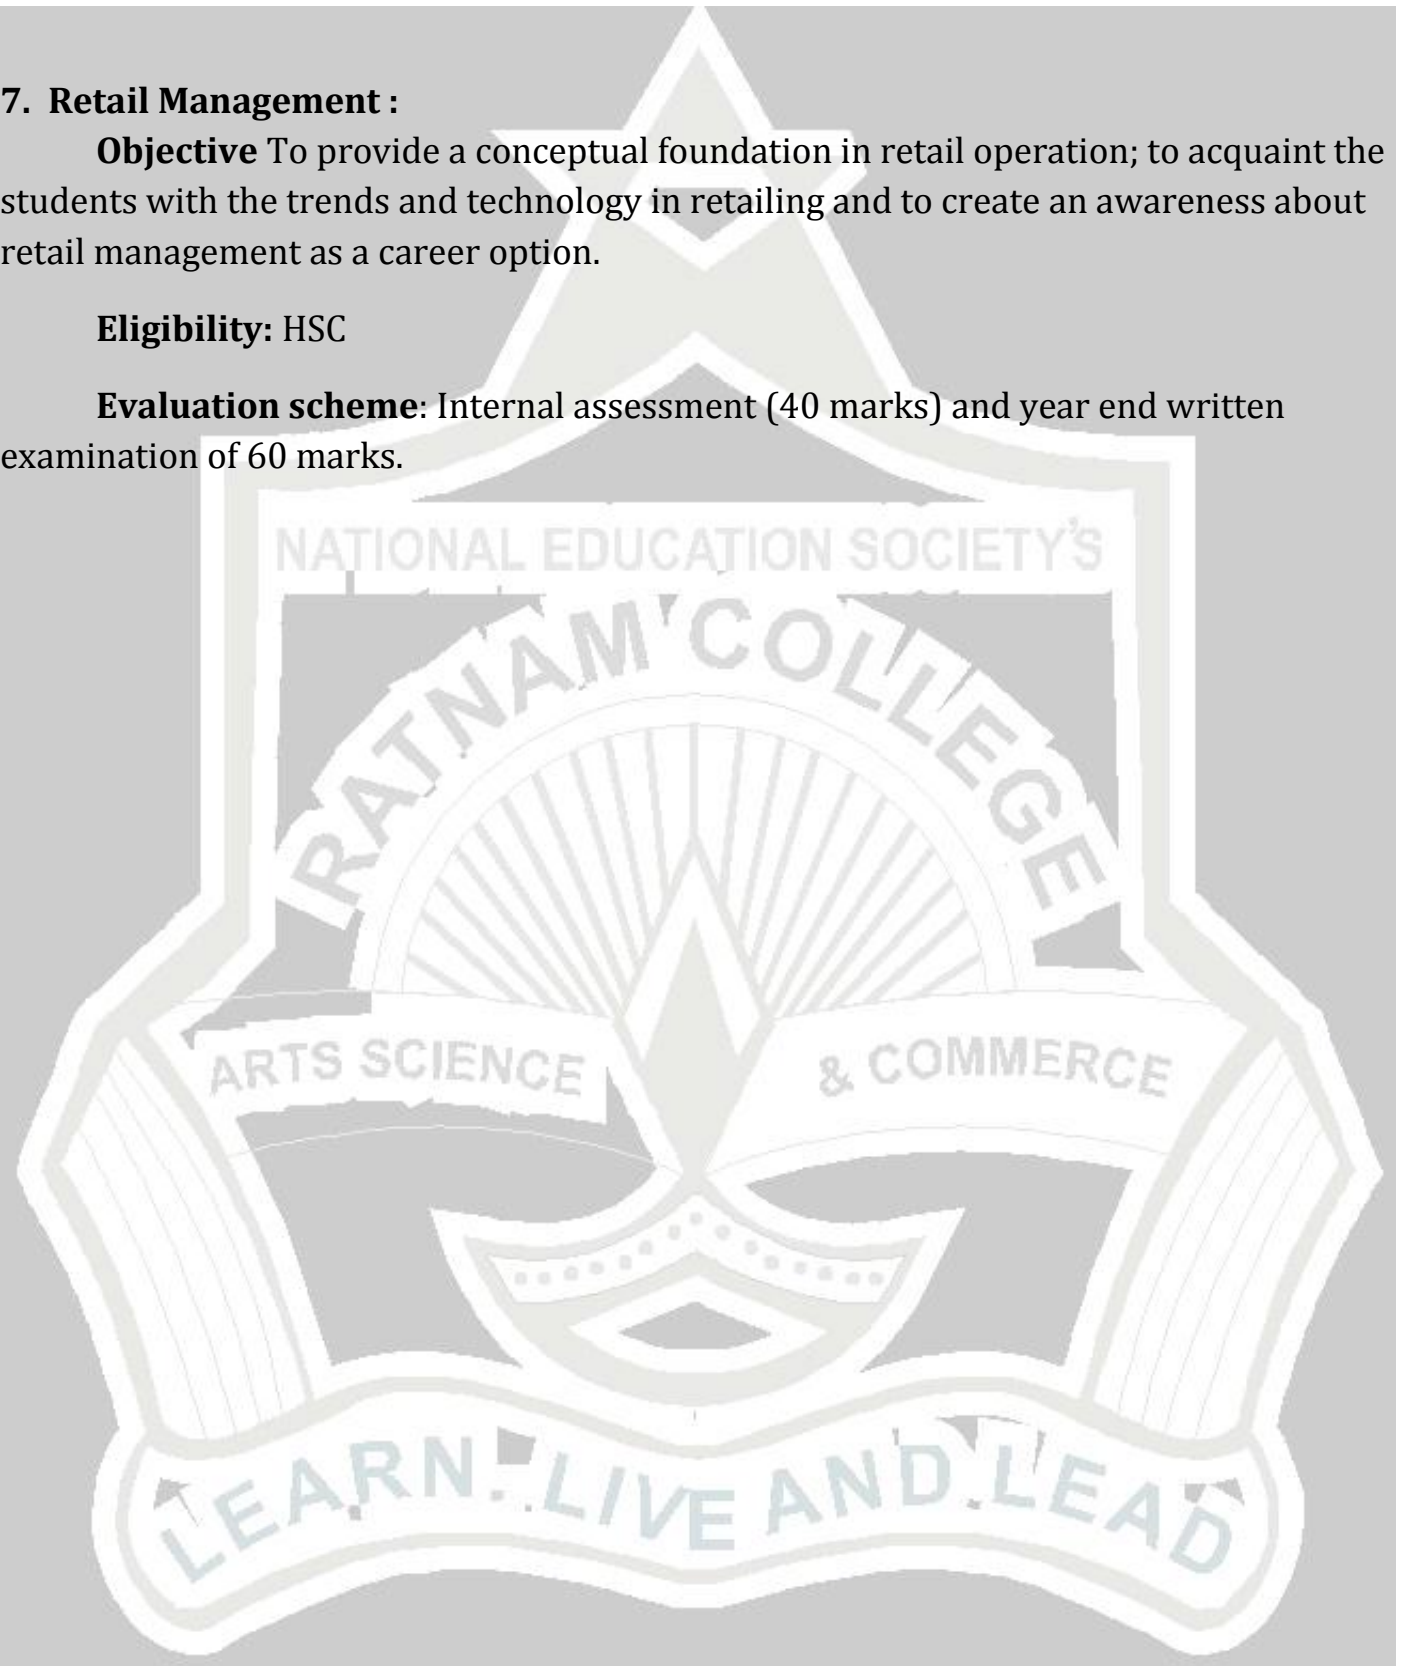 7. Retail Management :
Objective To provide a conceptual foundation in retail operation; to acquaint the
students with the trends and technology in retailing and to create an awareness about
retail management as a career option.
Eligibility: HSC
Evaluation scheme: Internal assessment (40 marks) and year end written
examination of 60 marks.
NATIONAL EDUCATION SOCIETY'S
RATNAM COLLEGE
ARTS SCIENCE & COMMERCE
LEARN. LIVE AND LEAD